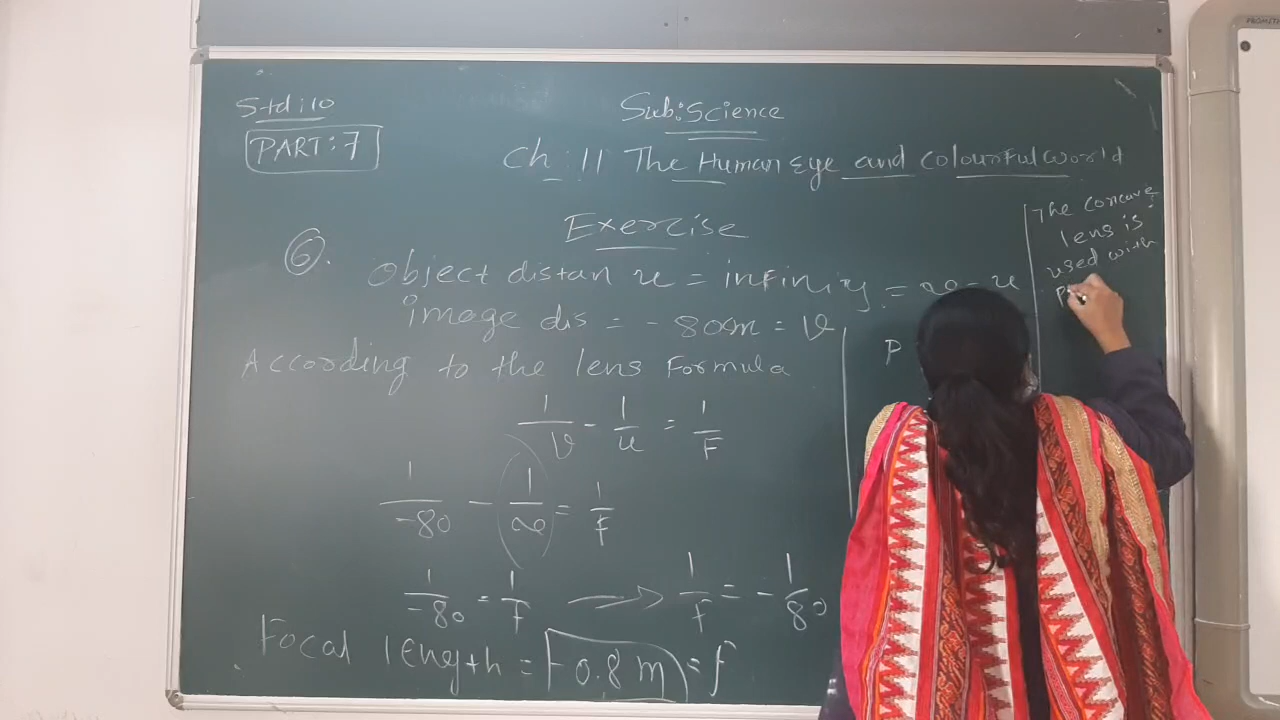 Std:10
PART:7
Sub:Science
Ch:11 The Human Eye and Colourful World
Exercise
6.
Object distan u = infinity = ∞ = u
image dis = -80cm = v
According to the lens Formula
1/v - 1/u = 1/F
1/-80 - 1/∞ = 1/f
1/-80 = 1/f → 1/f = -1/80
Focal length = -0.8 m = f
P
The concave
lens is
used with
PROMETH